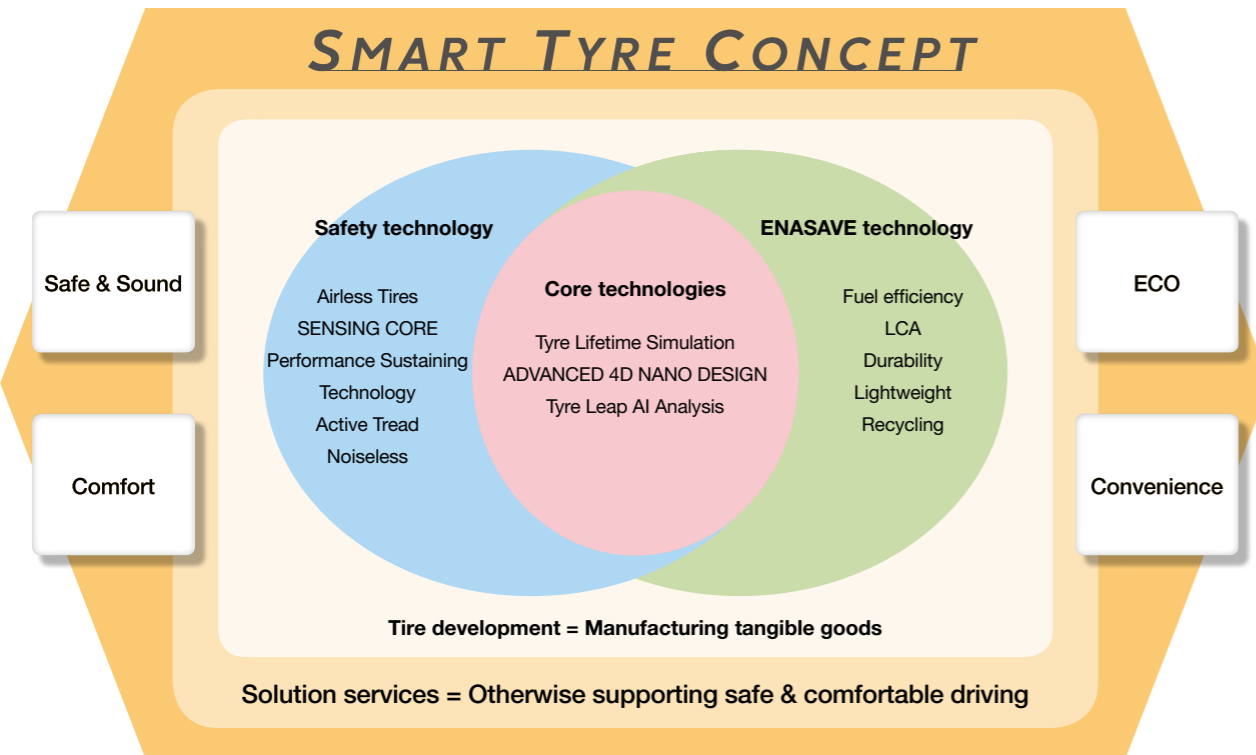 SMART TYRE CONCEPT
Safe & Sound
Comfort
Safety technology
Airless Tires
SENSING CORE
Performance Sustaining
Technology
Active Tread
Noiseless
Core technologies
Tyre Lifetime Simulation
ADVANCED 4D NANO DESIGN
Tyre Leap AI Analysis
ENASAVE technology
Fuel efficiency
LCA
Durability
Lightweight
Recycling
ECO
Convenience
Tire development = Manufacturing tangible goods
Solution services = Otherwise supporting safe & comfortable driving